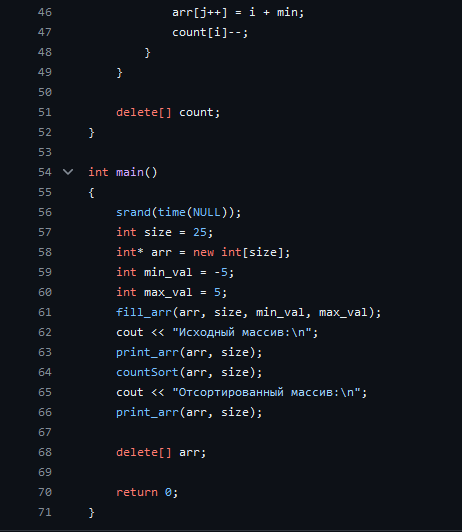 46             arr[j++] = i + min;
47             count[i]--;
48         }
49     }
50
51     delete[] count;
52 }
53
54 int main()
55 {
56     srand(time(NULL));
57     int size = 25;
58     int* arr = new int[size];
59     int min_val = -5;
60     int max_val = 5;
61     fill_arr(arr, size, min_val, max_val);
62     cout << "Исходный массив:\n";
63     print_arr(arr, size);
64     countSort(arr, size);
65     cout << "Отсортированный массив:\n";
66     print_arr(arr, size);
67
68     delete[] arr;
69
70     return 0;
71 }